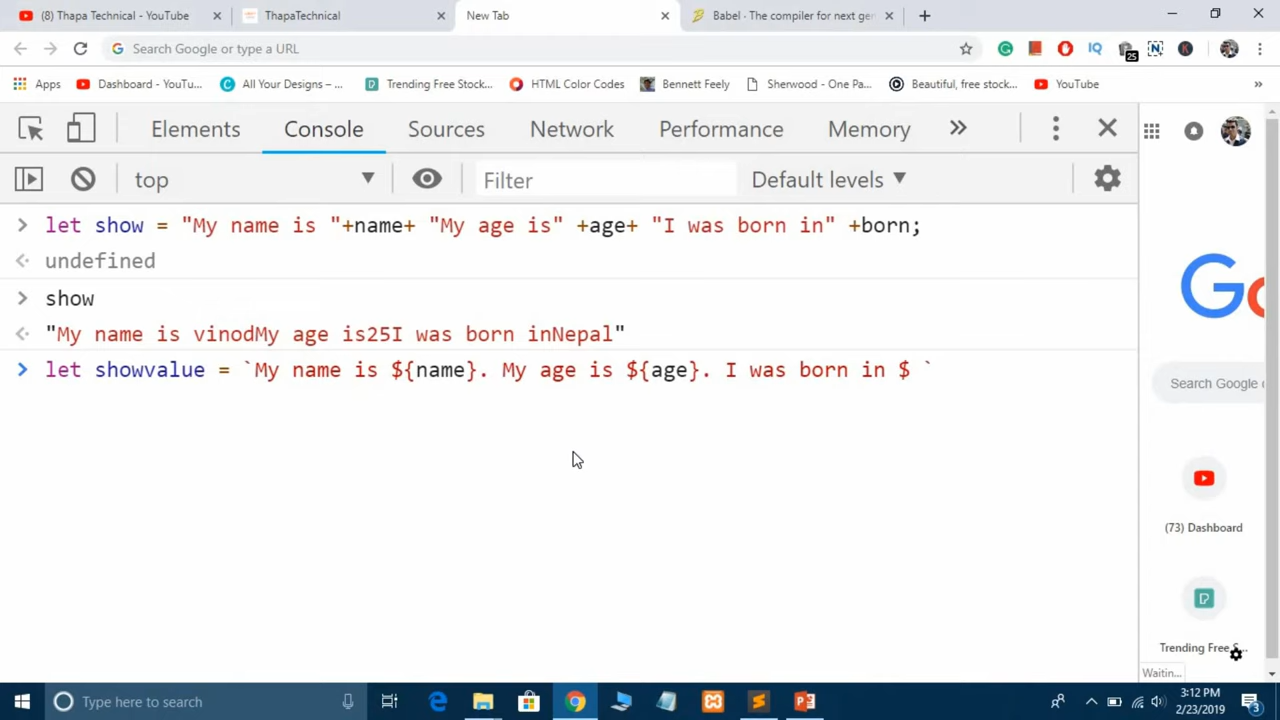 (8) Thapa Technical - YouTube
ThapaTechnical
New Tab
Babel · The compiler for next gen
Search Google or type a URL
25
Apps
Dashboard - YouTu...
All Your Designs – ...
Trending Free Stock...
HTML Color Codes
Bennett Feely
Sherwood - One Pa...
Beautiful, free stock...
YouTube
»
Elements
Console
Sources
Network
Performance
Memory
»
top
Filter
Default levels
> let show = "My name is "+name+ "My age is" +age+ "I was born in" +born;
undefined
> show
"My name is vinodMy age is25I was born inNepal"
> let showvalue = `My name is ${name}. My age is ${age}. I was born in $ `
Go
Search Google
(73) Dashboard
Trending Free S...
Waitin...
Type here to search
3:12 PM
2/23/2019
3